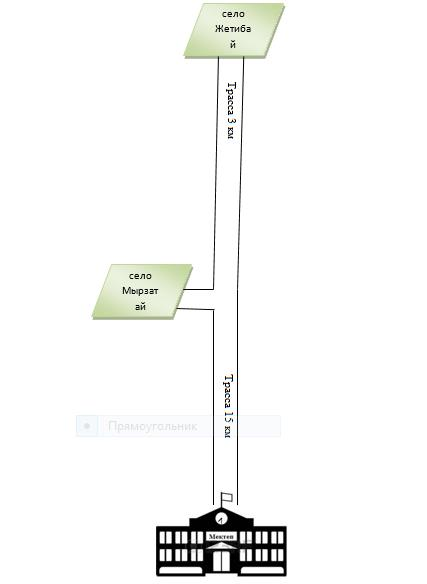 село
Жетиба
й
Трасса 3 км
село
Мырзат
ай
Трасса 15 км
Прямоугольник
Мектеп